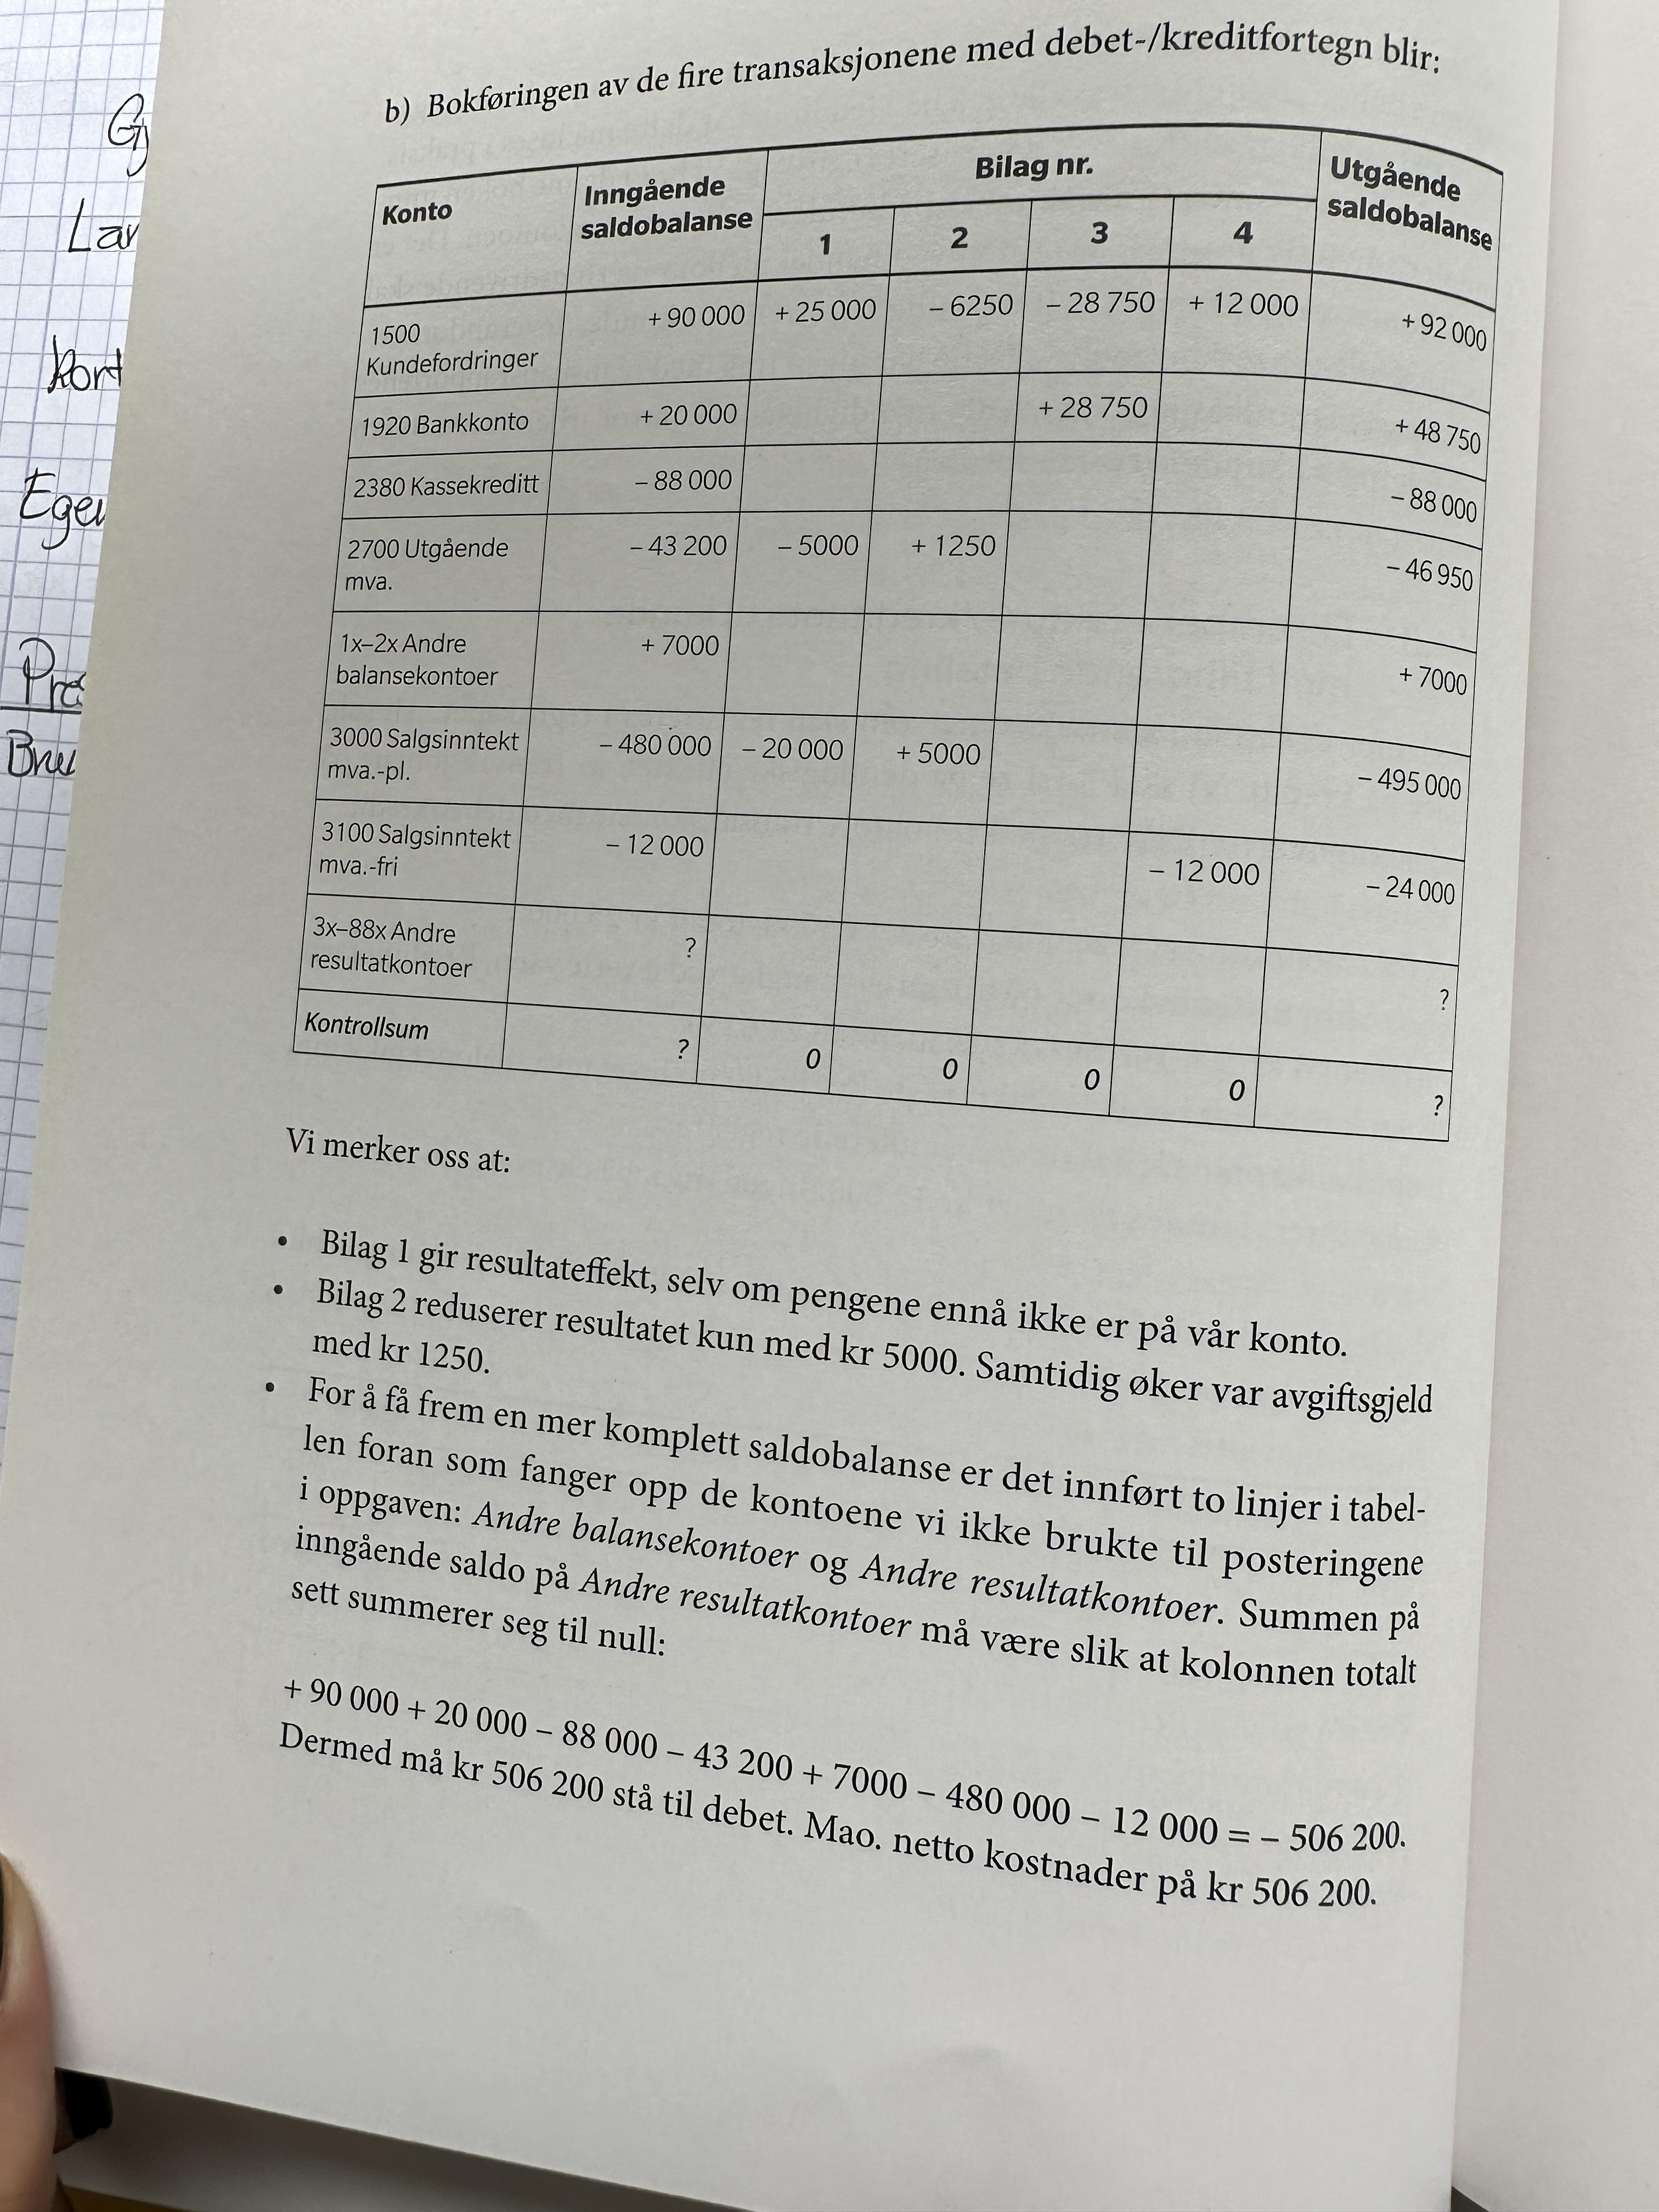 b) Bokføringen av de fire transaksjonene med debet-/kreditfortegn blir:
Konto Inngående saldobalanse Bilag nr. Utgående saldobalanse
1 2 3 4
1500 Kundefordringer + 90 000 + 25 000 – 6250 – 28 750 + 12 000 + 92 000
1920 Bankkonto + 20 000 + 28 750 + 48 750
2380 Kassekreditt – 88 000 – 88 000
2700 Utgående mva. – 43 200 – 5000 + 1250 – 46 950
1x–2x Andre balansekontoer + 7000 + 7000
3000 Salgsinntekt mva.-pl. – 480 000 – 20 000 + 5000 – 495 000
3100 Salgsinntekt mva.-fri – 12 000 – 12 000 – 24 000
3x–88x Andre resultatkontoer ? ?
Kontrollsum ? 0 0 0 0 ?
Vi merker oss at:
• Bilag 1 gir resultateffekt, selv om pengene ennå ikke er på vår konto.
• Bilag 2 reduserer resultatet kun med kr 5000. Samtidig øker var avgiftsgjeld
med kr 1250.
• For å få frem en mer komplett saldobalanse er det innført to linjer i tabel-
len foran som fanger opp de kontoene vi ikke brukte til posteringene
i oppgaven: Andre balansekontoer og Andre resultatkontoer. Summen på
inngående saldo på Andre resultatkontoer må være slik at kolonnen totalt
sett summerer seg til null:
+ 90 000 + 20 000 – 88 000 – 43 200 + 7000 – 480 000 – 12 000 = – 506 200.
Dermed må kr 506 200 stå til debet. Mao. netto kostnader på kr 506 200.